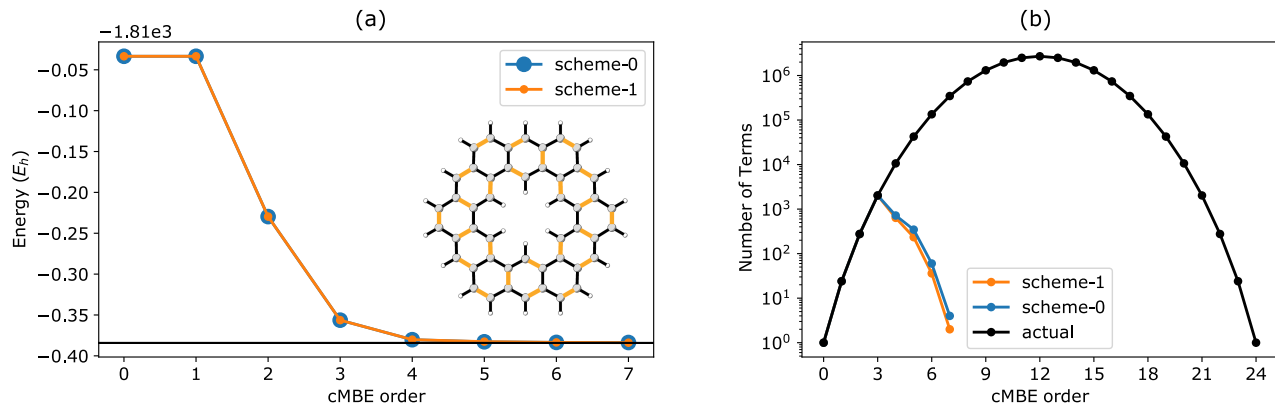 (a)
−1.81e3
−0.05
−0.10
−0.15
−0.20
−0.25
−0.30
−0.35
−0.40
Energy (E_h)
scheme-0
scheme-1
0 1 2 3 4 5 6 7
cMBE order
(b)
10^6
10^5
10^4
10^3
10^2
10^1
10^0
Number of Terms
scheme-1
scheme-0
actual
0 3 6 9 12 15 18 21 24
cMBE order